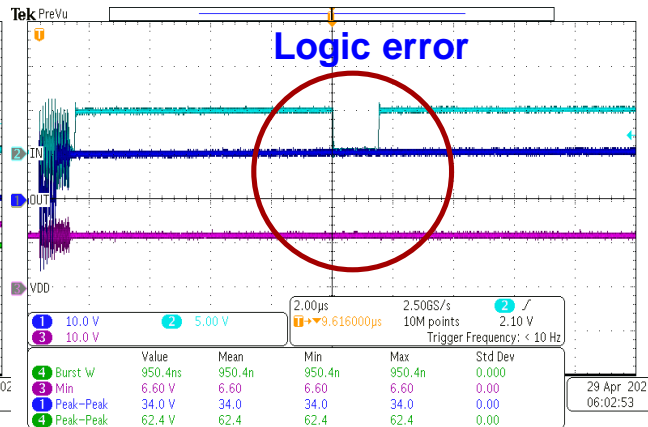 Tek PreVu
T
Logic error
2 IN
1 OUT
3 VDD
1 10.0 V 2 5.00 V
3 10.0 V
2.00µs 2.50GS/s 2
T→▼9.616000µs 10M points 2.10 V
Trigger Frequency: < 10 Hz
Value Mean Min Max Std Dev
4 Burst W 950.4ns 950.4n 950.4n 950.4n 0.000
3 Min 6.60 V 6.60 6.60 6.60 0.00
1 Peak-Peak 34.0 V 34.0 34.0 34.0 0.00
4 Peak-Peak 62.4 V 62.4 62.4 62.4 0.00
02
29 Apr 202
06:02:53